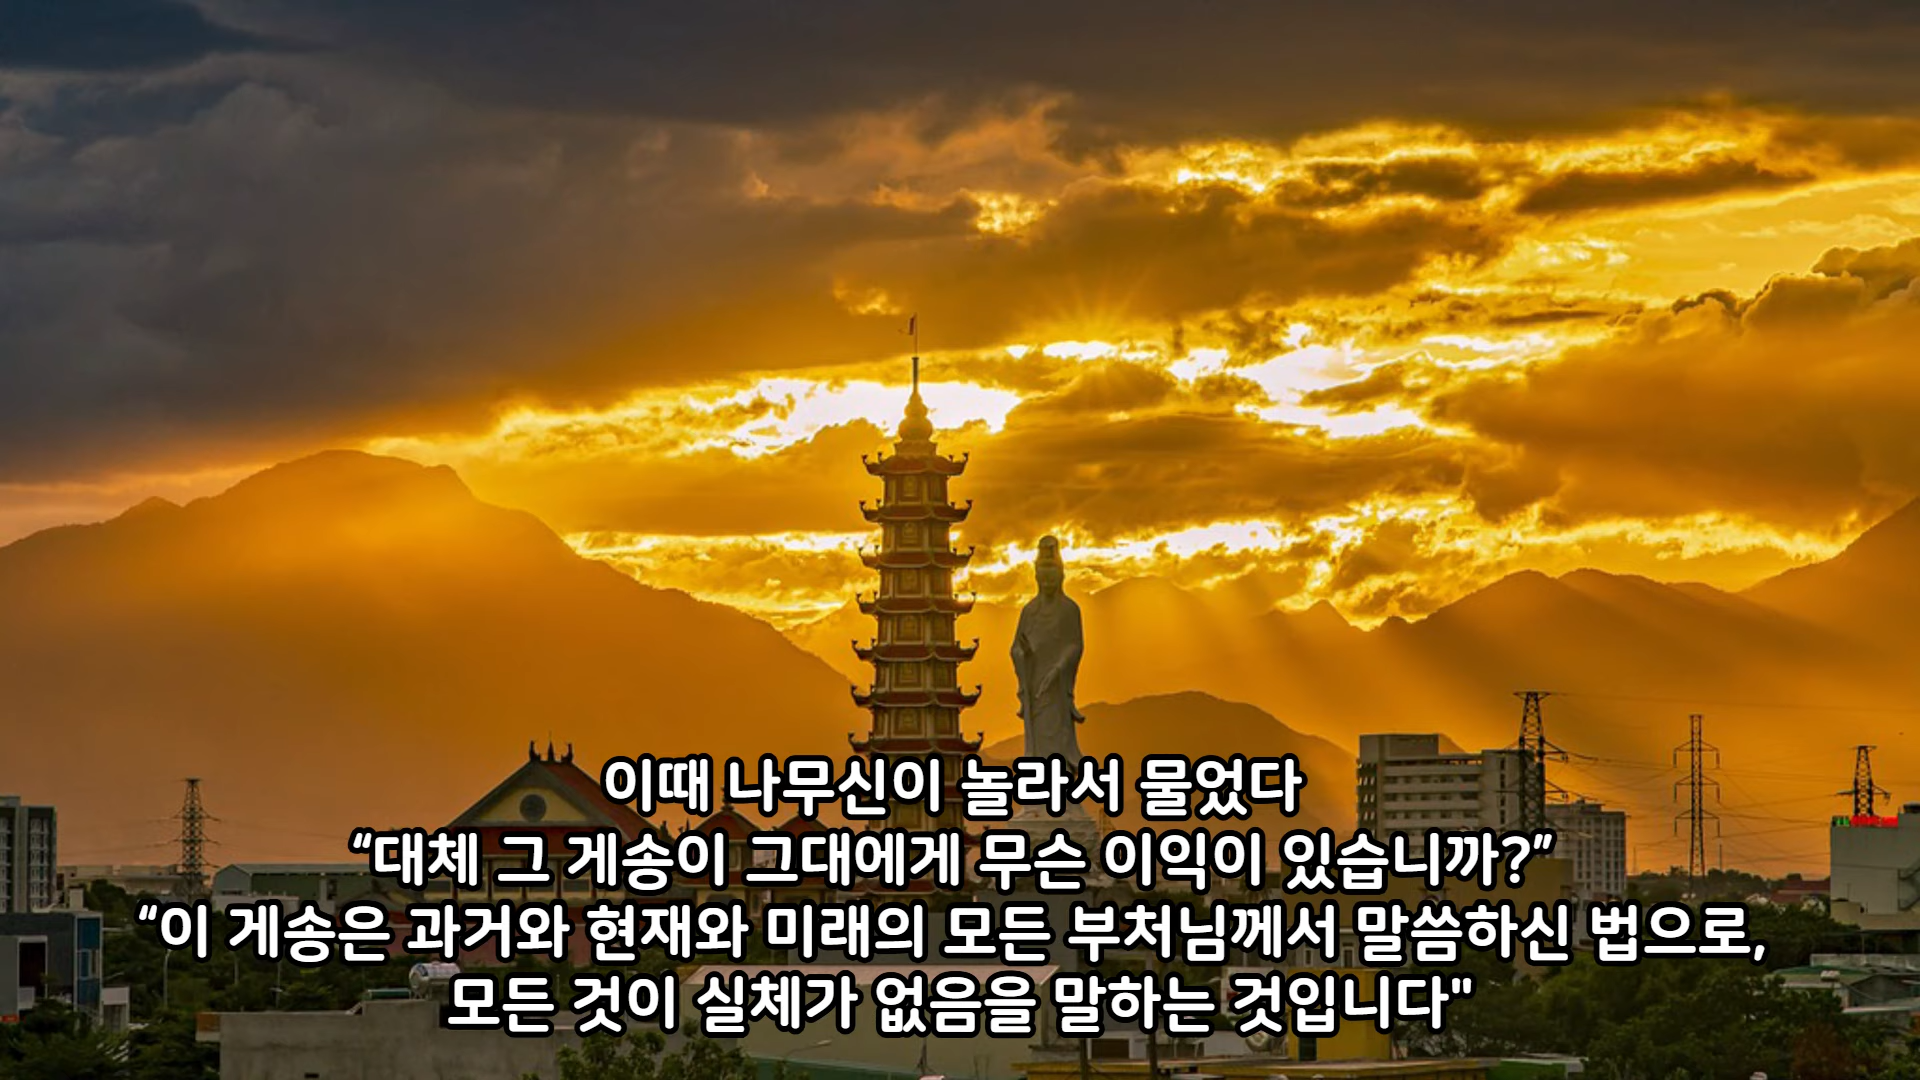 이때 나무신이 놀라서 물었다
“대체 그 게송이 그대에게 무슨 이익이 있습니까?”
“이 게송은 과거와 현재와 미래의 모든 부처님께서 말씀하신 법으로,
모든 것이 실체가 없음을 말하는 것입니다"